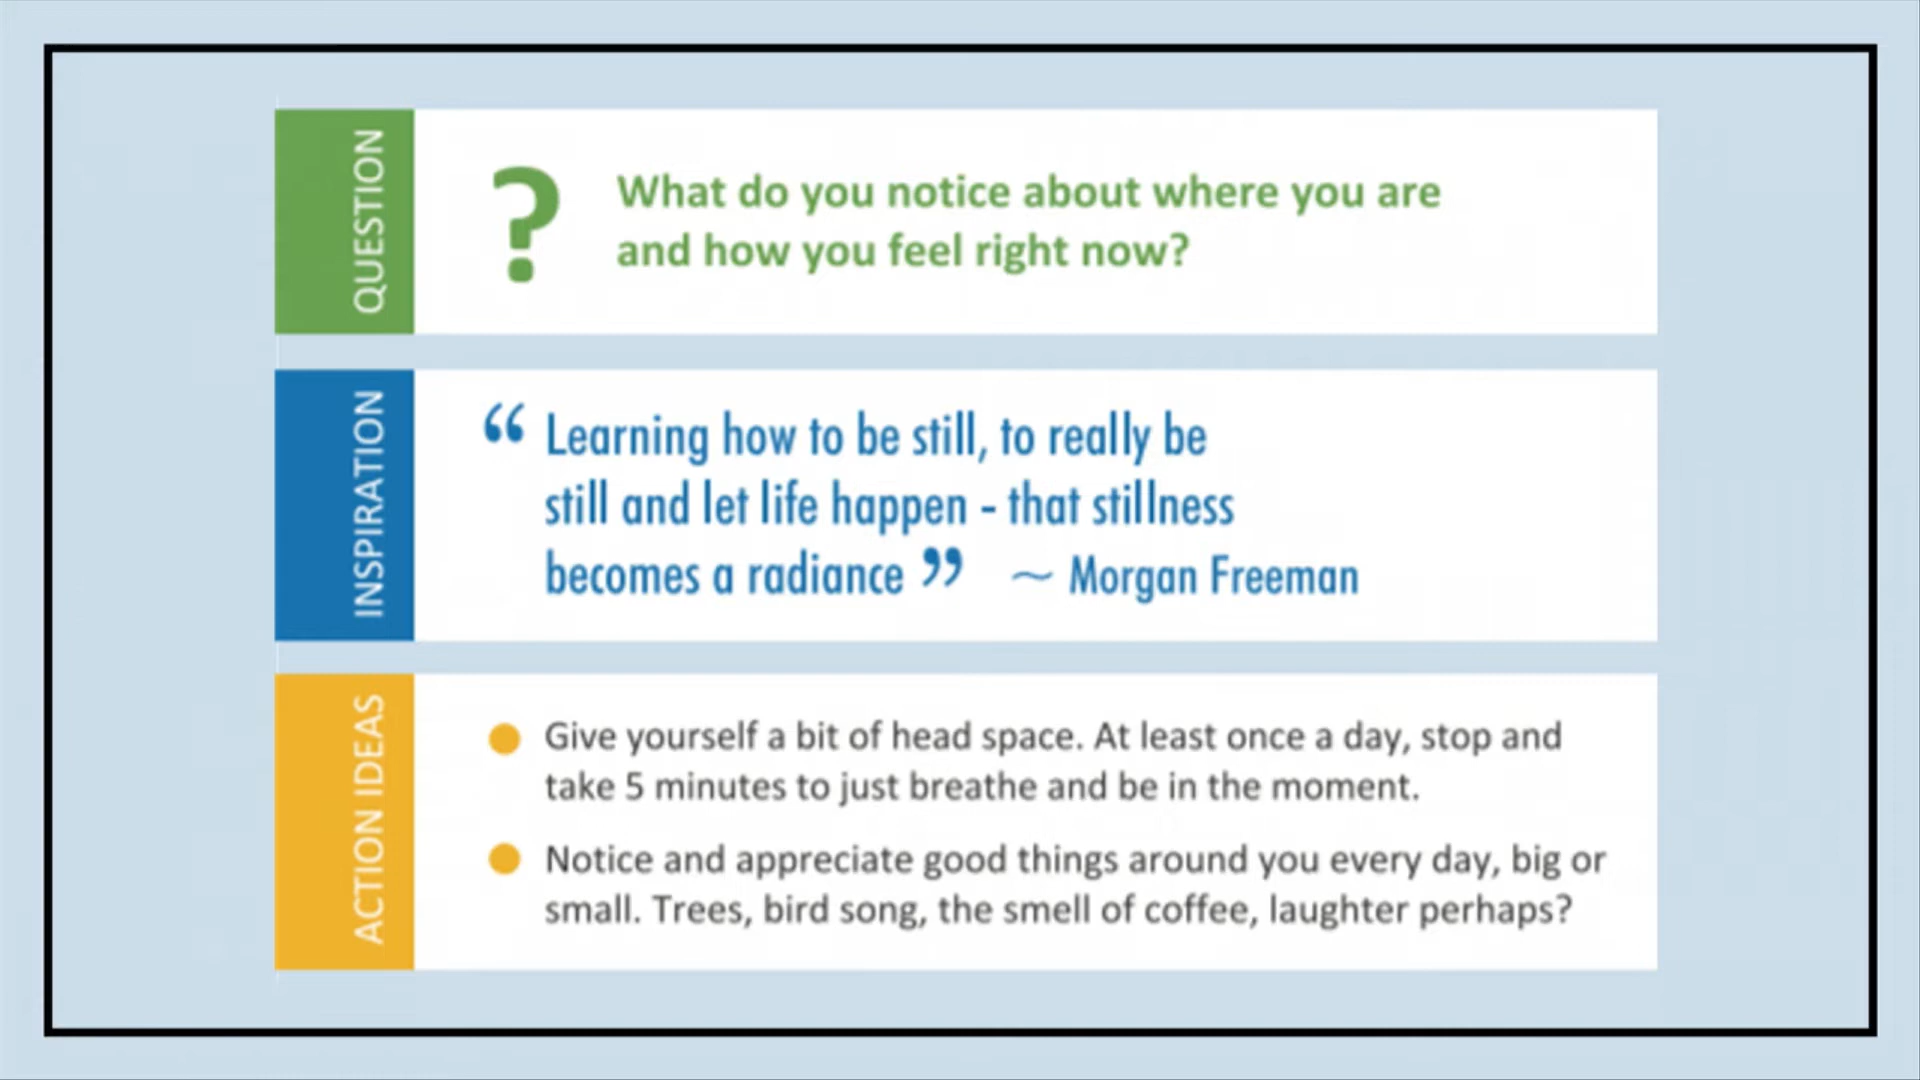 QUESTION
?
What do you notice about where you are
and how you feel right now?
INSPIRATION
“ Learning how to be still, to really be
still and let life happen - that stillness
becomes a radiance ” ~ Morgan Freeman
ACTION IDEAS
● Give yourself a bit of head space. At least once a day, stop and
take 5 minutes to just breathe and be in the moment.
● Notice and appreciate good things around you every day, big or
small. Trees, bird song, the smell of coffee, laughter perhaps?